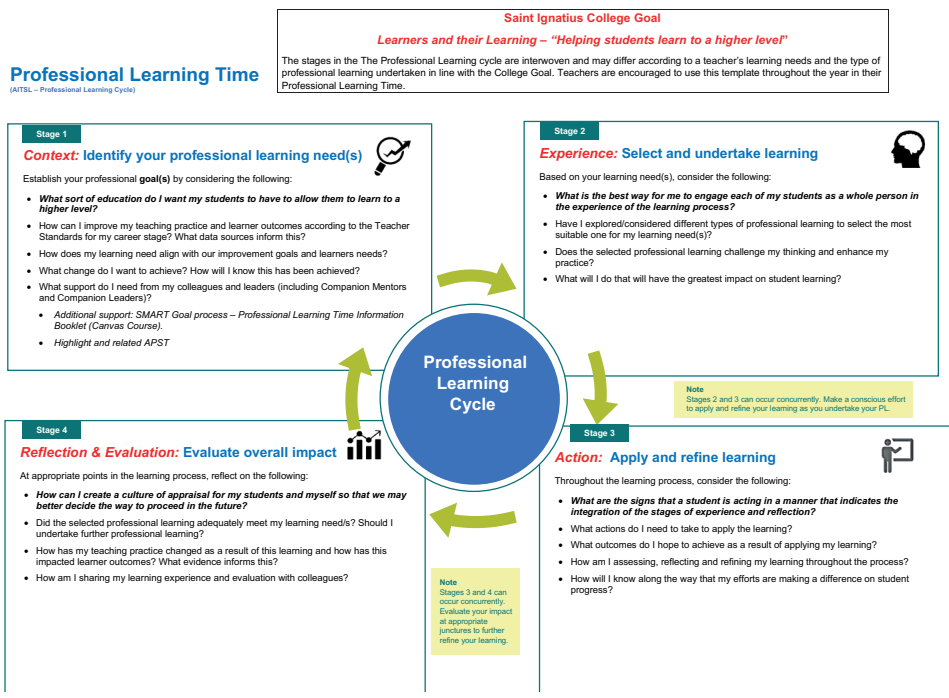 Saint Ignatius College Goal
Learners and their Learning – “Helping students learn to a higher level”
The stages in the The Professional Learning cycle are interwoven and may differ according to a teacher’s learning needs and the type of
professional learning undertaken in line with the College Goal. Teachers are encouraged to use this template throughout the year in their
Professional Learning Time.
Professional Learning Time
(AITSL – Professional Learning Cycle)
Stage 1
Context: Identify your professional learning need(s)
Establish your professional goal(s) by considering the following:
• What sort of education do I want my students to have to allow them to learn to a
higher level?
• How can I improve my teaching practice and learner outcomes according to the Teacher
Standards for my career stage? What data sources inform this?
• How does my learning need align with our improvement goals and learners needs?
• What change do I want to achieve? How will I know this has been achieved?
• What support do I need from my colleagues and leaders (including Companion Mentors
and Companion Leaders)?
• Additional support: SMART Goal process – Professional Learning Time Information
Booklet (Canvas Course).
• Highlight and related APST
Stage 2
Experience: Select and undertake learning
Based on your learning need(s), consider the following:
• What is the best way for me to engage each of my students as a whole person in
the experience of the learning process?
• Have I explored/considered different types of professional learning to select the most
suitable one for my learning need(s)?
• Does the selected professional learning challenge my thinking and enhance my
practice?
• What will I do that will have the greatest impact on student learning?
Professional
Learning
Cycle
Note
Stages 2 and 3 can occur concurrently. Make a conscious effort
to apply and refine your learning as you undertake your PL.
Stage 4
Reflection & Evaluation: Evaluate overall impact
At appropriate points in the learning process, reflect on the following:
• How can I create a culture of appraisal for my students and myself so that we may
better decide the way to proceed in the future?
• Did the selected professional learning adequately meet my learning need/s? Should I
undertake further professional learning?
• How has my teaching practice changed as a result of this learning and how has this
impacted learner outcomes? What evidence informs this?
• How am I sharing my learning experience and evaluation with colleagues?
Stage 3
Action: Apply and refine learning
Throughout the learning process, consider the following:
• What are the signs that a student is acting in a manner that indicates the
integration of the stages of experience and reflection?
• What actions do I need to take to apply the learning?
• What outcomes do I hope to achieve as a result of applying my learning?
• How am I assessing, reflecting and refining my learning throughout the process?
• How will I know along the way that my efforts are making a difference on student
progress?
Note
Stages 3 and 4 can
occur concurrently.
Evaluate your impact
at appropriate
junctures to further
refine your learning.